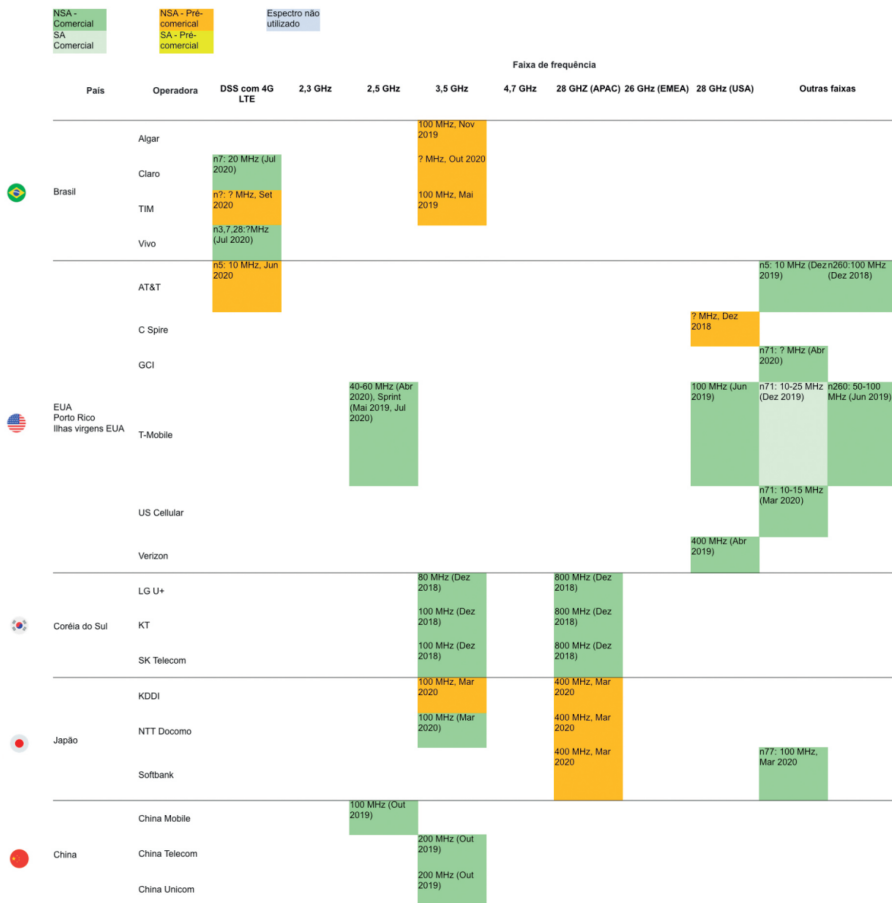 NSA -
Comercial
NSA - Pré-
comerical
Espectro não
utilizado
SA
Comercial
SA - Pré-
comercial
Faixa de frequência
País
Operadora
DSS com 4G
LTE
2,3 GHz
2,5 GHz
3,5 GHz
4,7 GHz
28 GHZ (APAC)
26 GHz (EMEA)
28 GHz (USA)
Outras faixas
Brasil
Algar
100 MHz, Nov
2019
Claro
n7: 20 MHz (Jul
2020)
? MHz, Out 2020
TIM
n?: ? MHz, Set
2020
100 MHz, Mai
2019
Vivo
n3,7,28:?MHz
(Jul 2020)
EUA
Porto Rico
Ilhas virgens EUA
AT&T
n5: 10 MHz, Jun
2020
n5: 10 MHz (Dez
2019)
n260:100 MHz
(Dez 2018)
C Spire
? MHz, Dez
2018
GCI
n71: ? MHz (Abr
2020)
T-Mobile
40-60 MHz (Abr
2020), Sprint
(Mai 2019, Jul
2020)
100 MHz (Jun
2019)
n71: 10-25 MHz
(Dez 2019)
n260: 50-100
MHz (Jun 2019)
US Cellular
n71: 10-15 MHz
(Mar 2020)
Verizon
400 MHz (Abr
2019)
Coréia do Sul
LG U+
80 MHz (Dez
2018)
800 MHz (Dez
2018)
KT
100 MHz (Dez
2018)
800 MHz (Dez
2018)
SK Telecom
100 MHz (Dez
2018)
800 MHz (Dez
2018)
Japão
KDDI
100 MHz, Mar
2020
400 MHz, Mar
2020
NTT Docomo
100 MHz (Mar
2020)
400 MHz, Mar
2020
Softbank
400 MHz, Mar
2020
n77: 100 MHz,
Mar 2020
China
China Mobile
100 MHz (Out
2019)
China Telecom
200 MHz (Out
2019)
China Unicom
200 MHz (Out
2019)